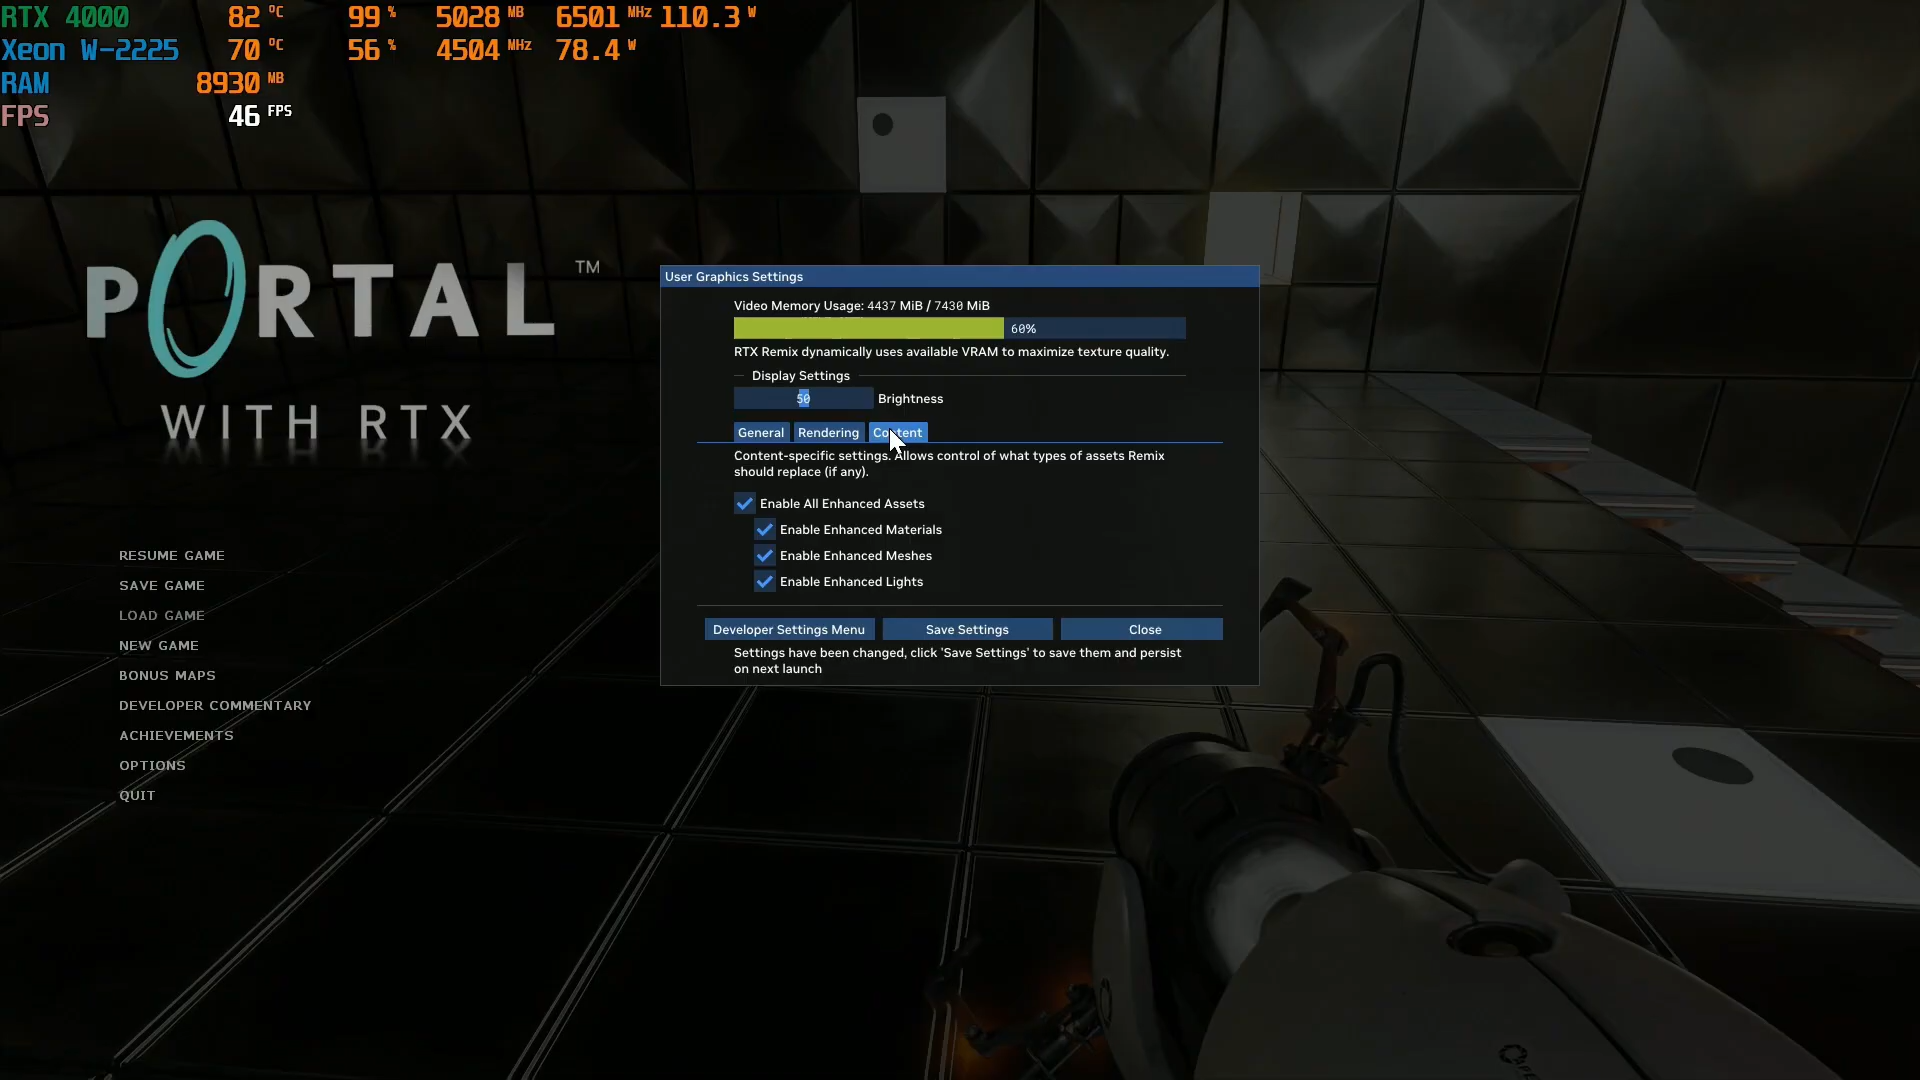 RTX 4000 82 °C 99 % 5028 MB 6501 MHz 110.3 W
Xeon W-2225 70 °C 56 % 4504 MHz 78.4 W
RAM 8930 MB
FPS 46 FPS
PORTAL™
WITH RTX
RESUME GAME
SAVE GAME
LOAD GAME
NEW GAME
BONUS MAPS
DEVELOPER COMMENTARY
ACHIEVEMENTS
OPTIONS
QUIT
User Graphics Settings
Video Memory Usage: 4437 MiB / 7430 MiB
60%
RTX Remix dynamically uses available VRAM to maximize texture quality.
Display Settings
50 Brightness
General Rendering Content
Content-specific settings. Allows control of what types of assets Remix
should replace (if any).
Enable All Enhanced Assets
Enable Enhanced Materials
Enable Enhanced Meshes
Enable Enhanced Lights
Developer Settings Menu Save Settings Close
Settings have been changed, click 'Save Settings' to save them and persist
on next launch